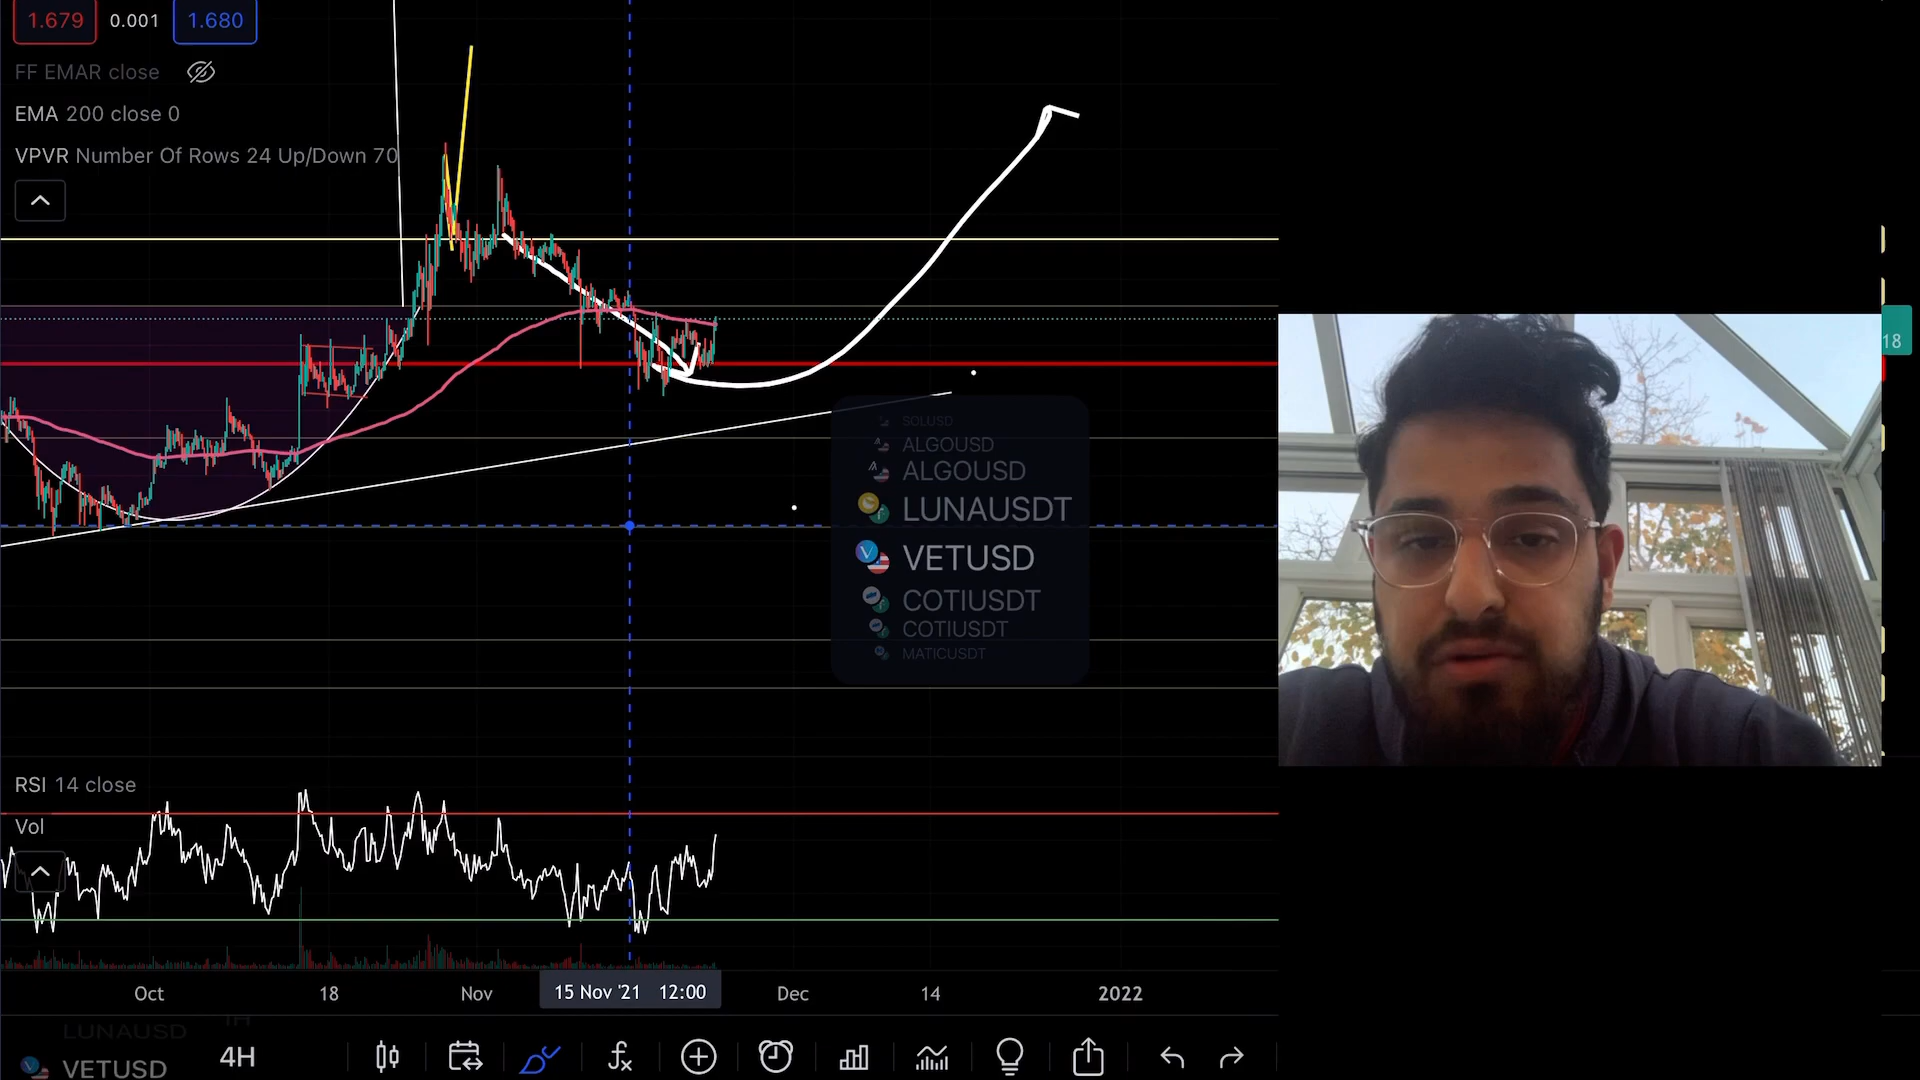 1.679 0.001 1.680
FF EMAR close
EMA 200 close 0
VPVR Number Of Rows 24 Up/Down 70
18
SOLUSD
ALGOUSD
ALGOUSD
LUNAUSDT
VETUSD
COTIUSDT
COTIUSDT
MATICUSDT
RSI 14 close
Vol
Oct 18 Nov 15 Nov '21 12:00 Dec 14 2022
LUNAUSD 1H
VETUSD 4H